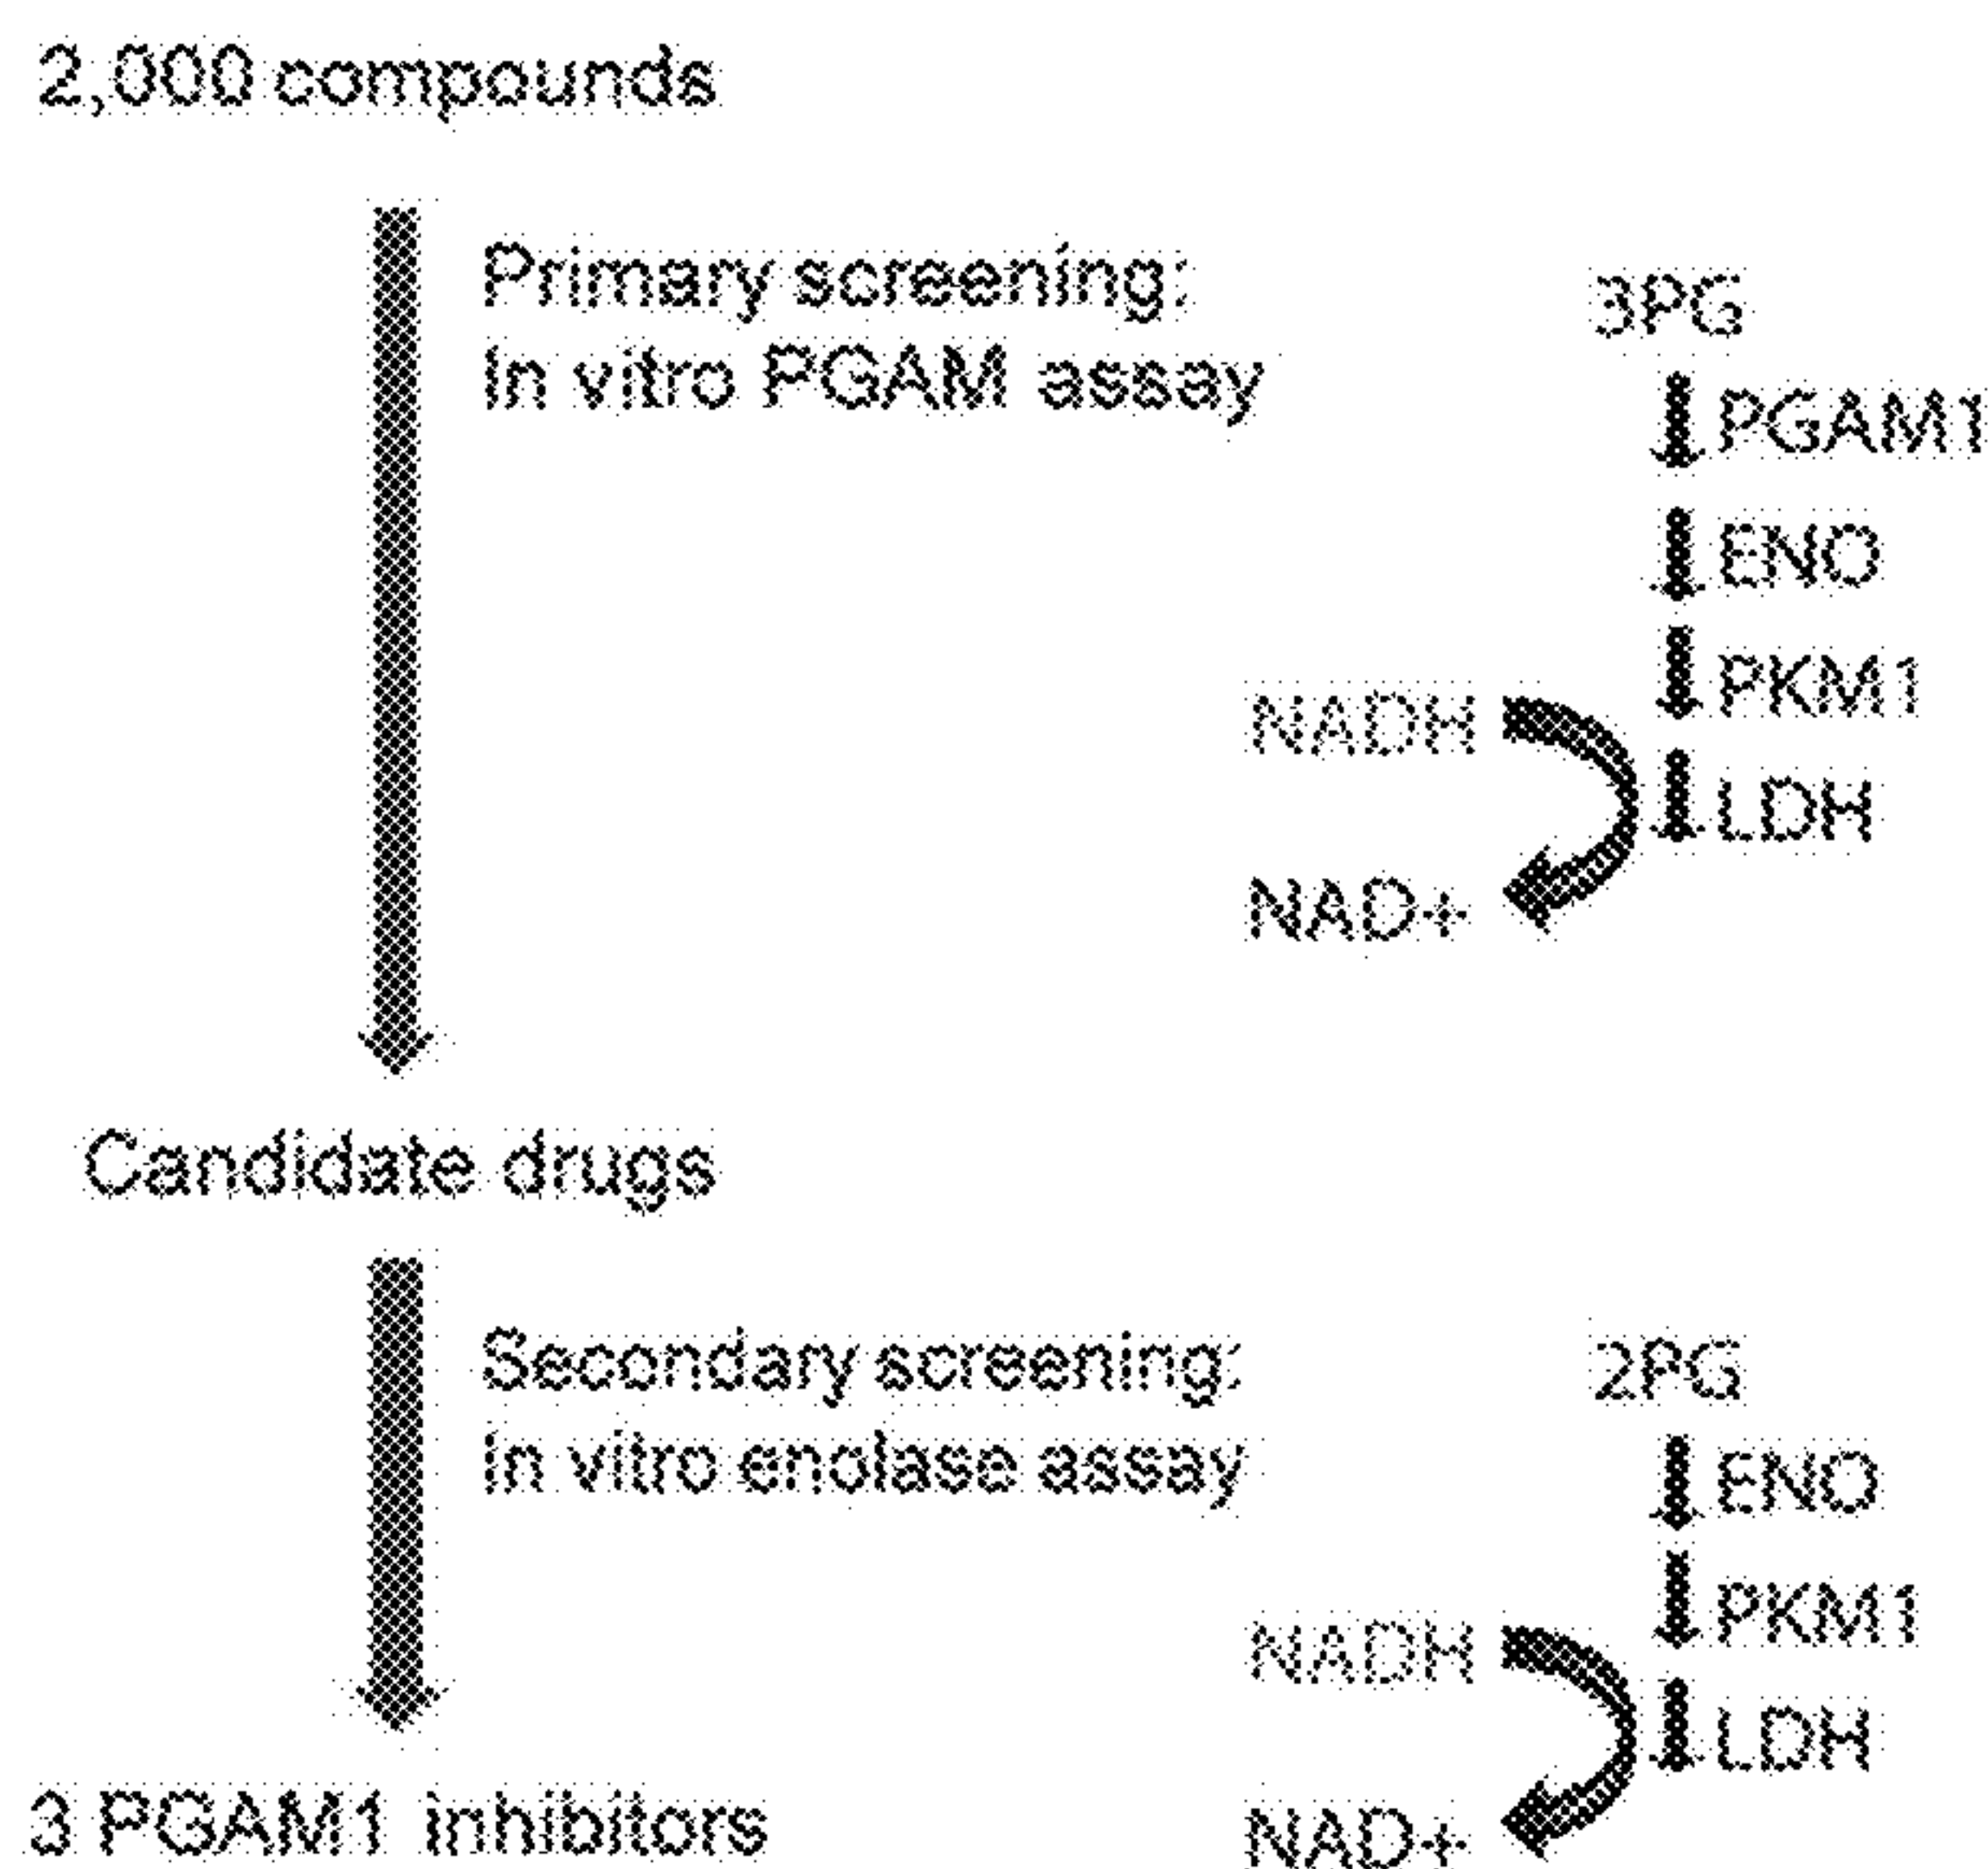 2,000 compounds
Primary screening:
In vitro PGAM assay
3PG
PGAM1
ENO
PKM1
NADH
LDH
NAD+
Candidate drugs
Secondary screening:
In vitro enolase assay
2PG
ENO
PKM1
NADH
LDH
NAD+
3 PGAM1 inhibitors